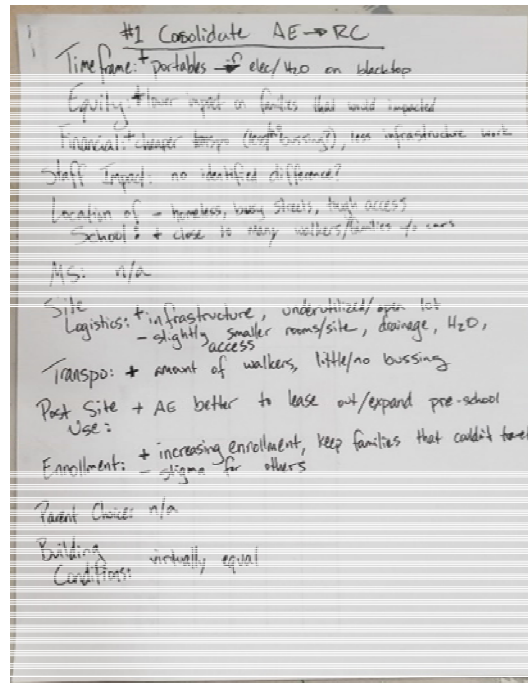 #1 Consolidate AE → RC
Timeframe: + portables → if elec/H2O on blacktop
Equity: + lower impact on families that would impacted
Financial: + cheaper (bussing?), less infrastructure work
Staff Impact: no identified difference?
Location of - homeless, busy streets, tough access
School: + close to many walkers/families w/o cars
MS: n/a
Site
Logistics: + infrastructure, underutilized/open lot
- slightly smaller rooms/site, drainage, H2O,
access
Transpo: + amount of walkers, little/no bussing
Post Site + AE better to lease out/expand pre-school
Use:
+ increasing enrollment, keep families that couldn't travel
Enrollment: - stigma for others
Parent Choice: n/a
Building virtually equal
Conditions: